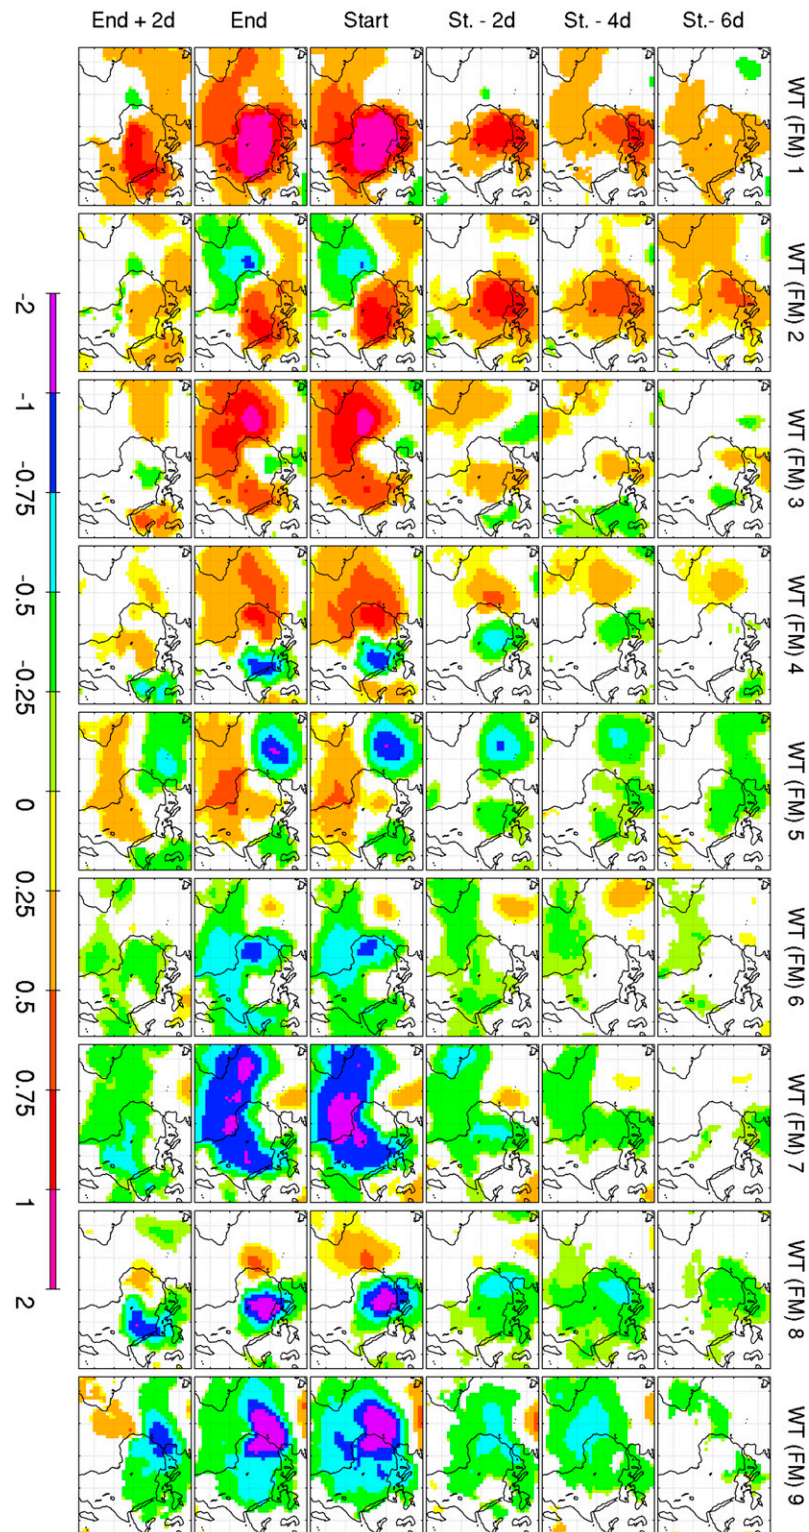 End + 2d
End
Start
St. - 2d
St. - 4d
St.- 6d
WT (FM) 1
WT (FM) 2
WT (FM) 3
WT (FM) 4
WT (FM) 5
WT (FM) 6
WT (FM) 7
WT (FM) 8
WT (FM) 9
-2
-1
-0.75
-0.5
-0.25
0
0.25
0.5
0.75
1
2